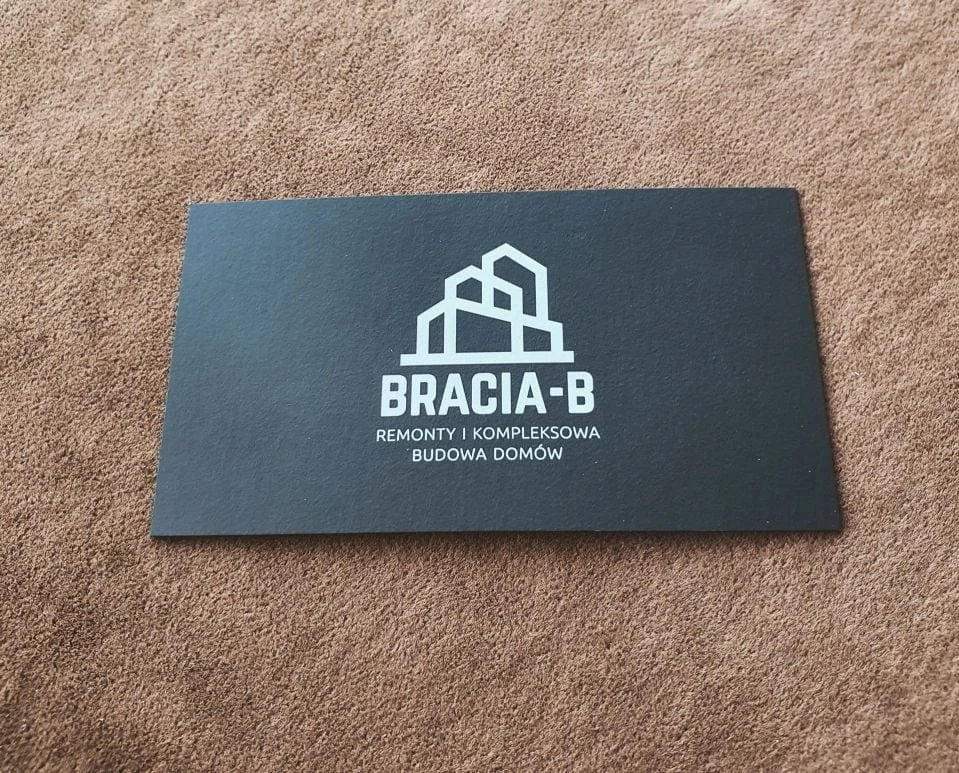 BRACIA-B
REMONTY I KOMPLEKSOWA
BUDOWA DOMÓW